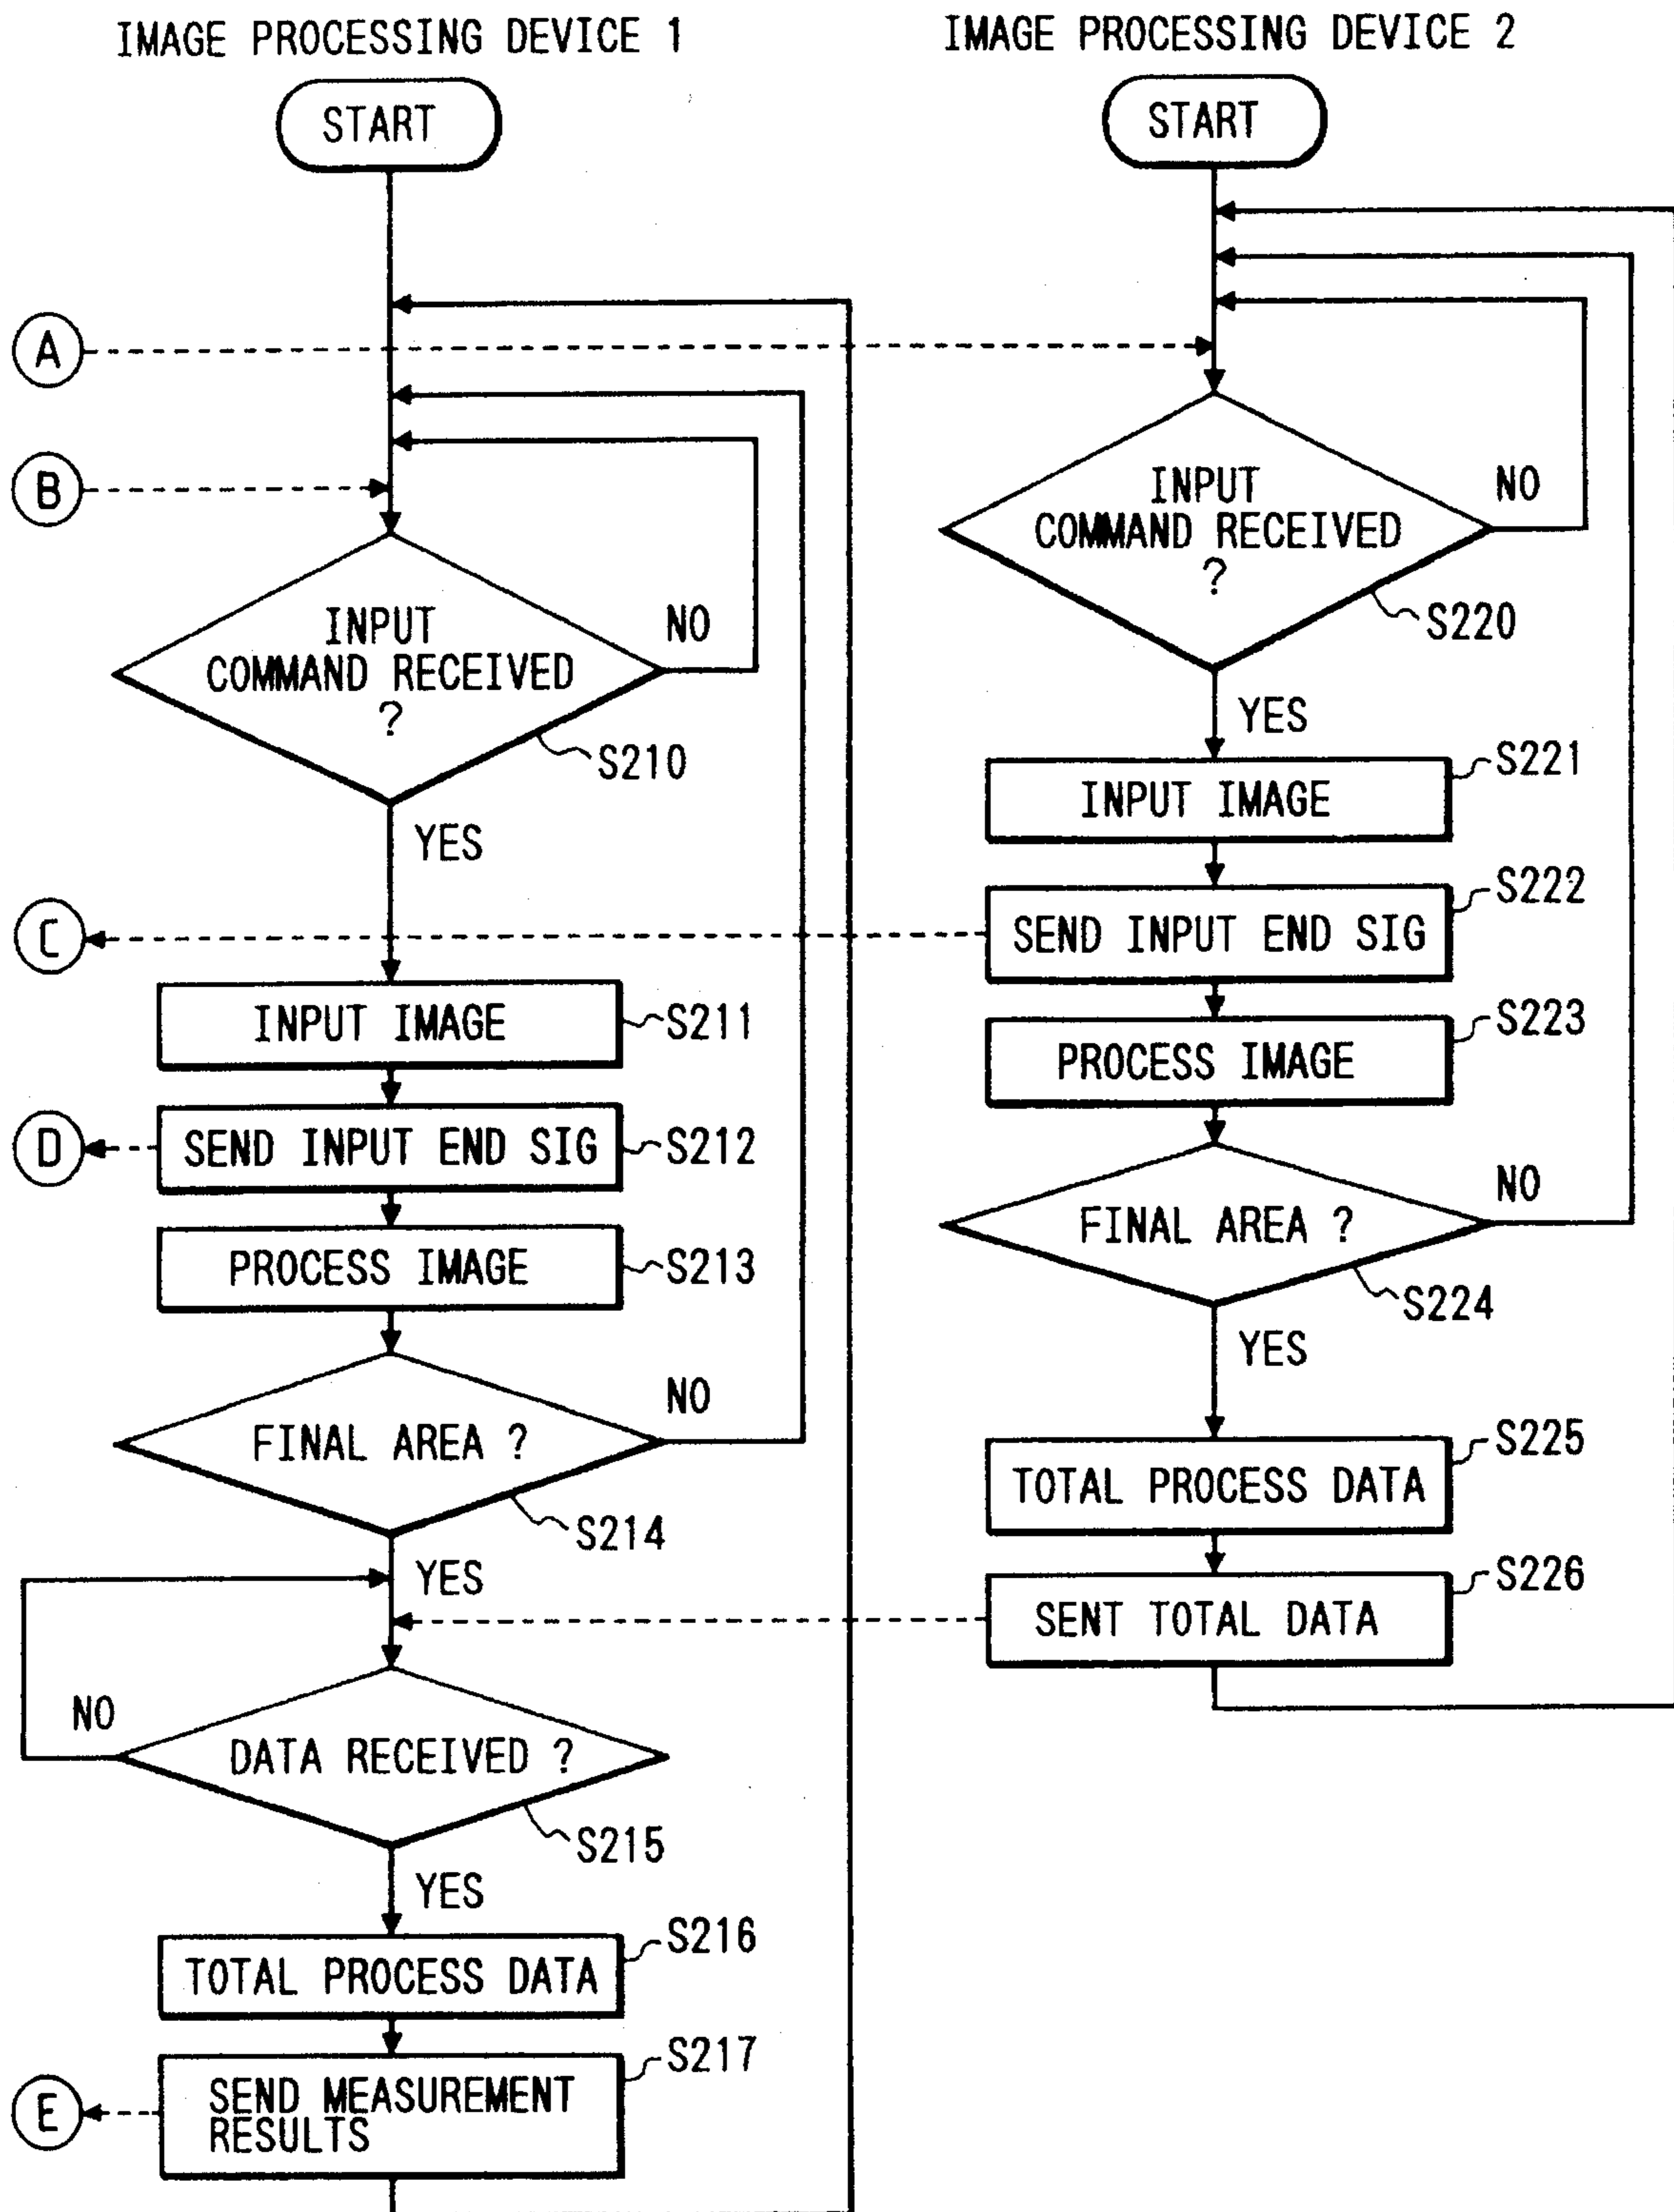 IMAGE PROCESSING DEVICE 1
START
A
B
INPUT
COMMAND RECEIVED
?
NO
S210
YES
C
INPUT IMAGE
S211
D
SEND INPUT END SIG
S212
PROCESS IMAGE
S213
FINAL AREA ?
NO
S214
YES
NO
DATA RECEIVED ?
S215
YES
TOTAL PROCESS DATA
S216
E
SEND MEASUREMENT
RESULTS
S217
IMAGE PROCESSING DEVICE 2
START
INPUT
COMMAND RECEIVED
?
NO
S220
YES
INPUT IMAGE
S221
SEND INPUT END SIG
S222
PROCESS IMAGE
S223
FINAL AREA ?
NO
S224
YES
TOTAL PROCESS DATA
S225
SENT TOTAL DATA
S226